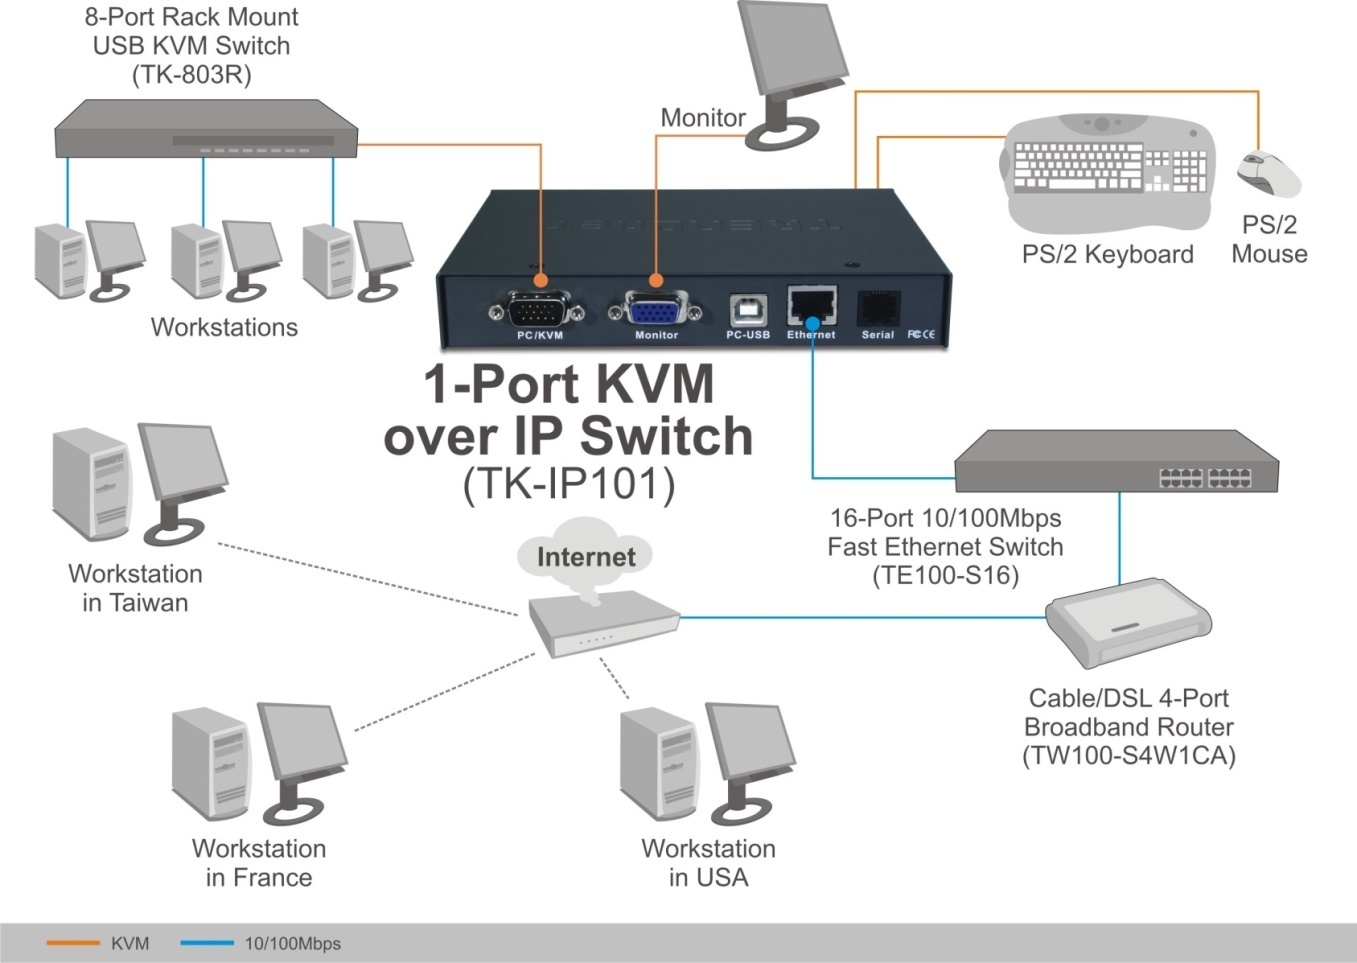 8-Port Rack Mount
USB KVM Switch
(TK-803R)
Monitor
PS/2 Keyboard
PS/2
Mouse
Workstations
TRENDNET
PC/KVM
Monitor
PC-USB
Ethernet
Serial
FC CE
1-Port KVM
over IP Switch
(TK-IP101)
16-Port 10/100Mbps
Fast Ethernet Switch
(TE100-S16)
Internet
Workstation
in Taiwan
Cable/DSL 4-Port
Broadband Router
(TW100-S4W1CA)
Workstation
in France
Workstation
in USA
KVM
10/100Mbps